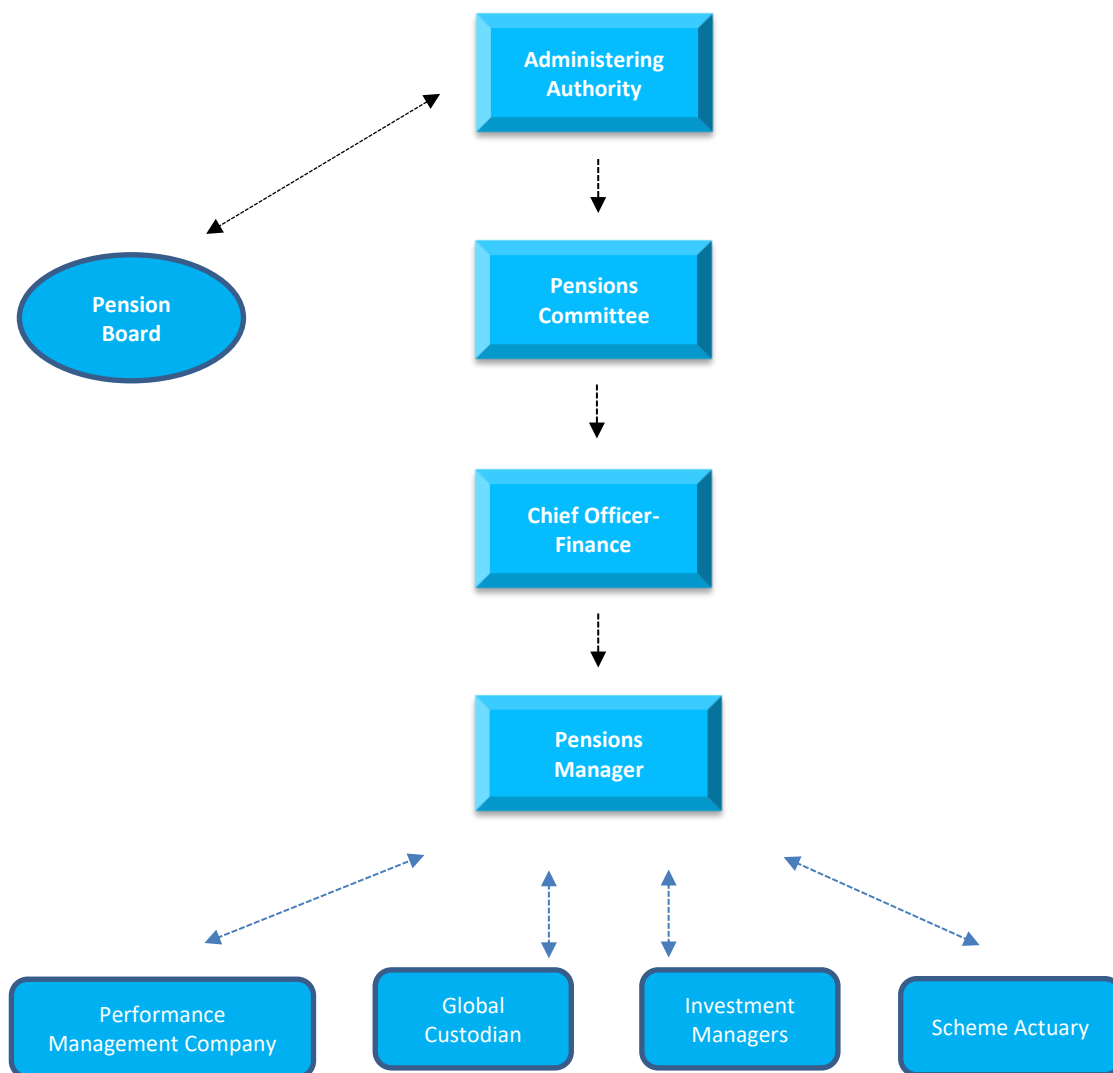 Administering
Authority
Pension
Board
Pensions
Committee
Chief Officer-
Finance
Pensions
Manager
Performance
Management Company
Global
Custodian
Investment
Managers
Scheme Actuary